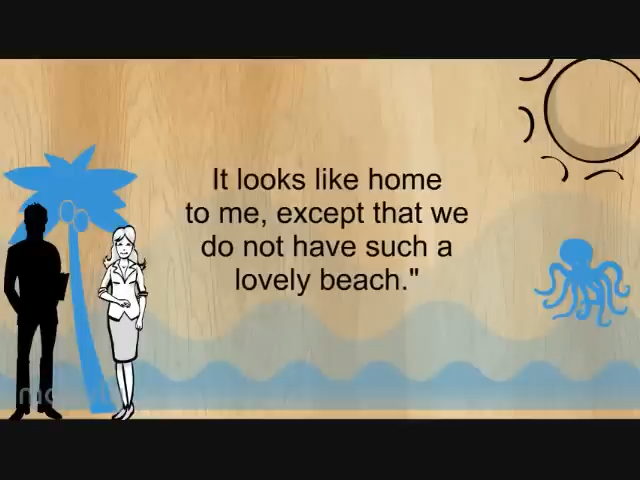 It looks like home
to me, except that we
do not have such a
lovely beach."